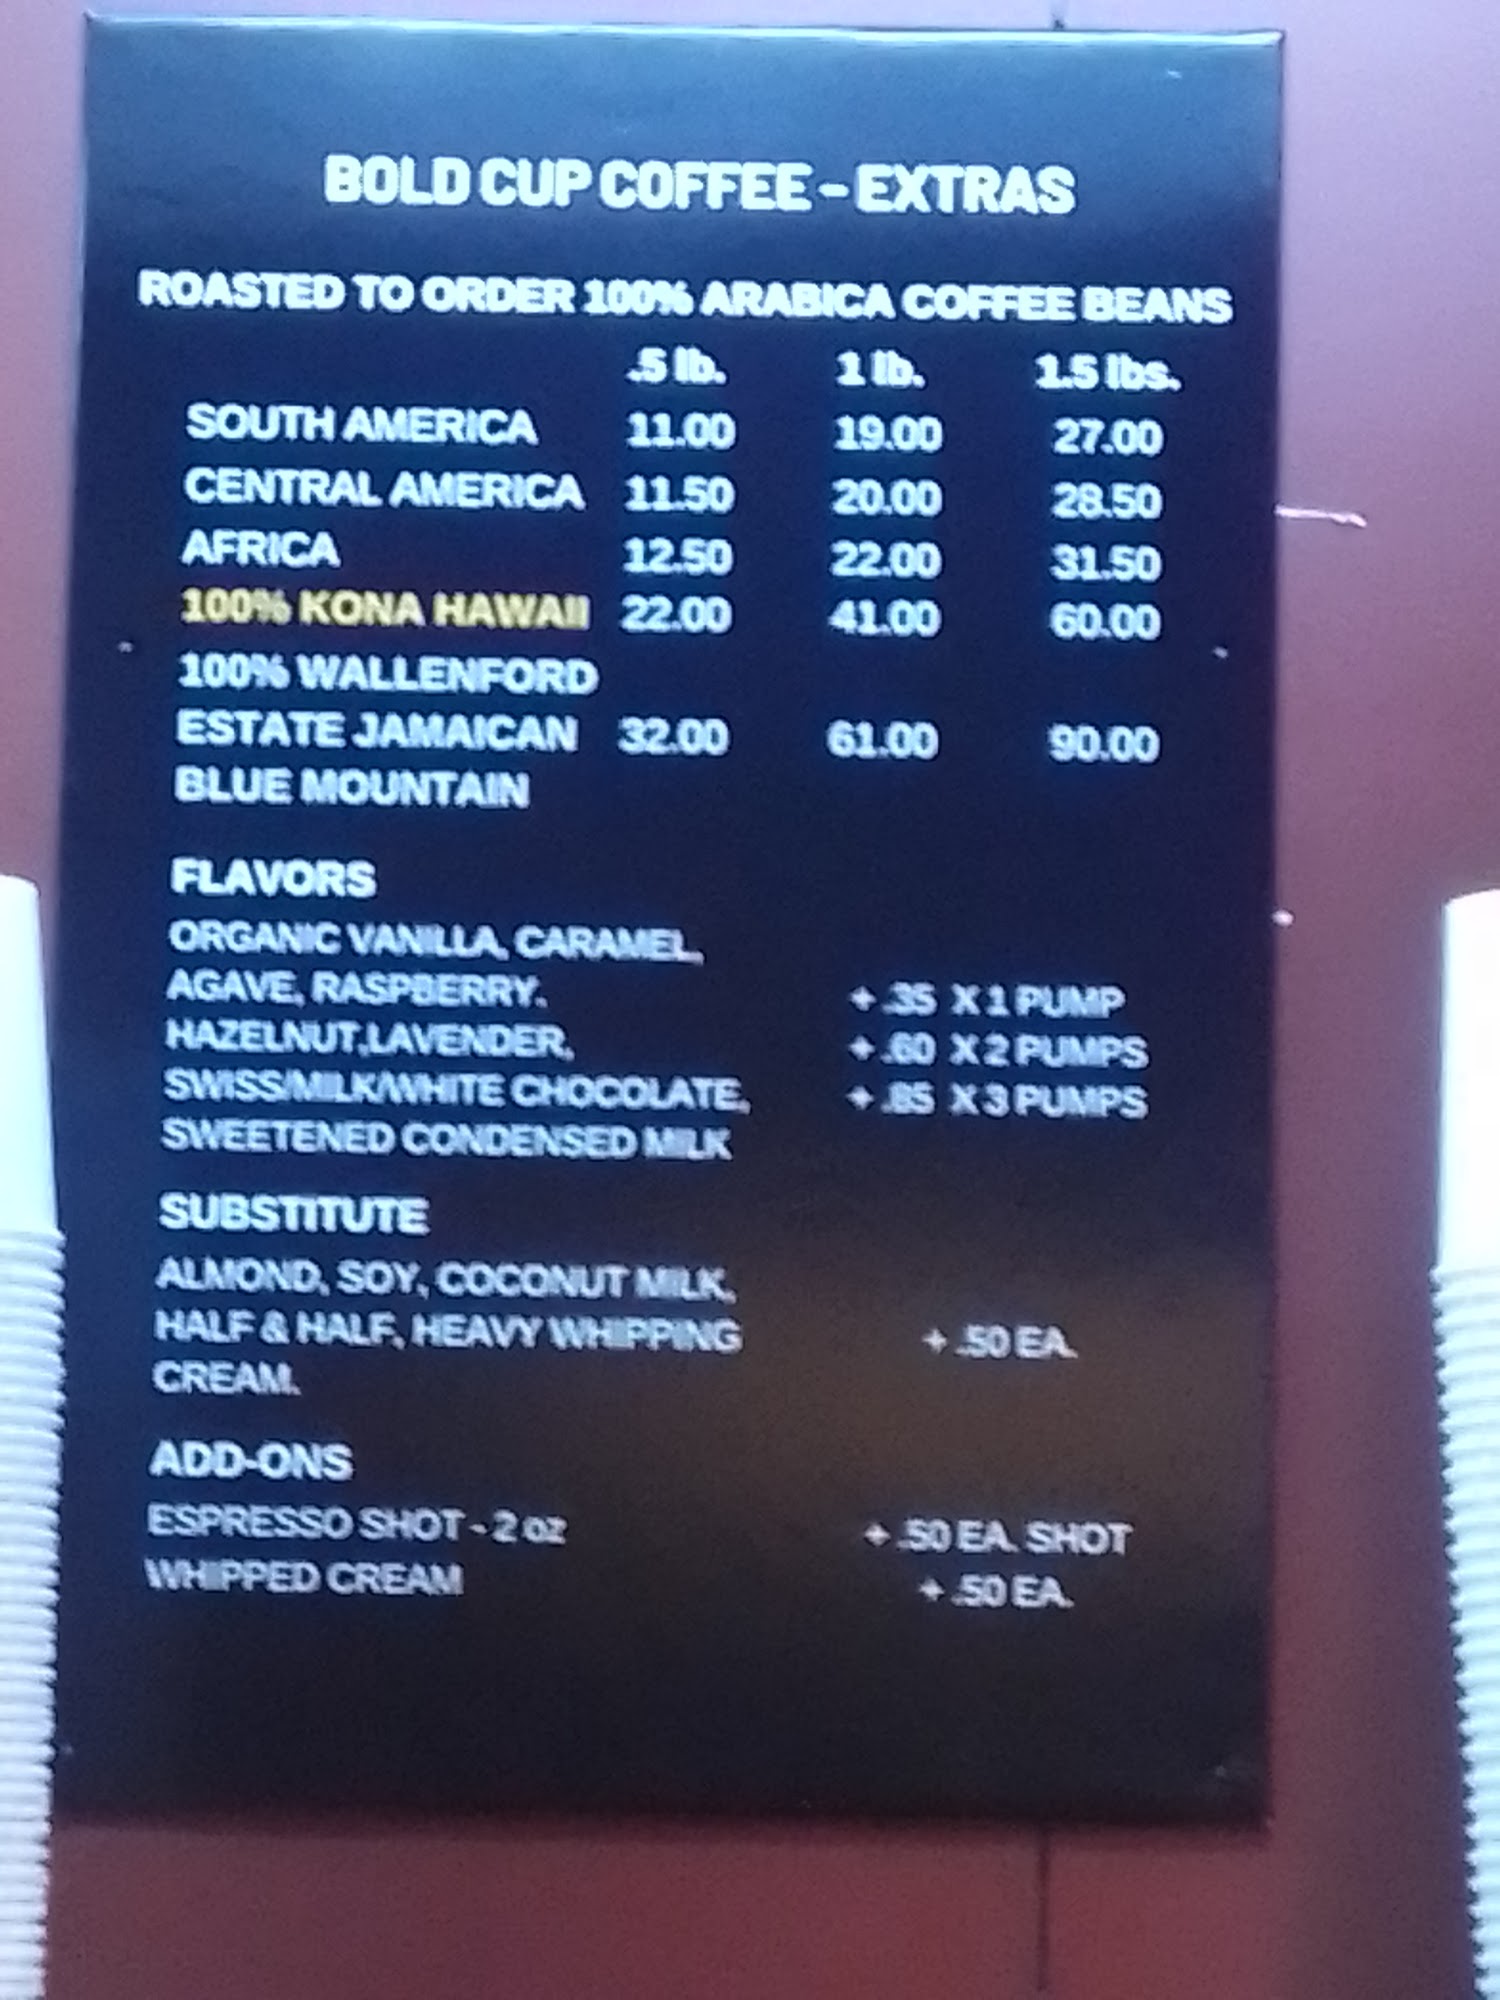 BOLD CUP COFFEE - EXTRAS
ROASTED TO ORDER 100% ARABICA COFFEE BEANS
.5 lb. 1 lb. 1.5 lbs.
SOUTH AMERICA 11.00 19.00 27.00
CENTRAL AMERICA 11.50 20.00 28.50
AFRICA 12.50 22.00 31.50
100% KONA HAWAII 22.00 41.00 60.00
100% WALLENFORD
ESTATE JAMAICAN 32.00 61.00 90.00
BLUE MOUNTAIN
FLAVORS
ORGANIC VANILLA, CARAMEL,
AGAVE, RASPBERRY, + .35 X 1 PUMP
HAZELNUT,LAVENDER, + .60 X 2 PUMPS
SWISS/MILK/WHITE CHOCOLATE, + .85 X 3 PUMPS
SWEETENED CONDENSED MILK
SUBSTITUTE
ALMOND, SOY, COCONUT MILK,
HALF & HALF, HEAVY WHIPPING + .50 EA.
CREAM.
ADD-ONS
ESPRESSO SHOT - 2 oz + .50 EA. SHOT
WHIPPED CREAM + .50 EA.